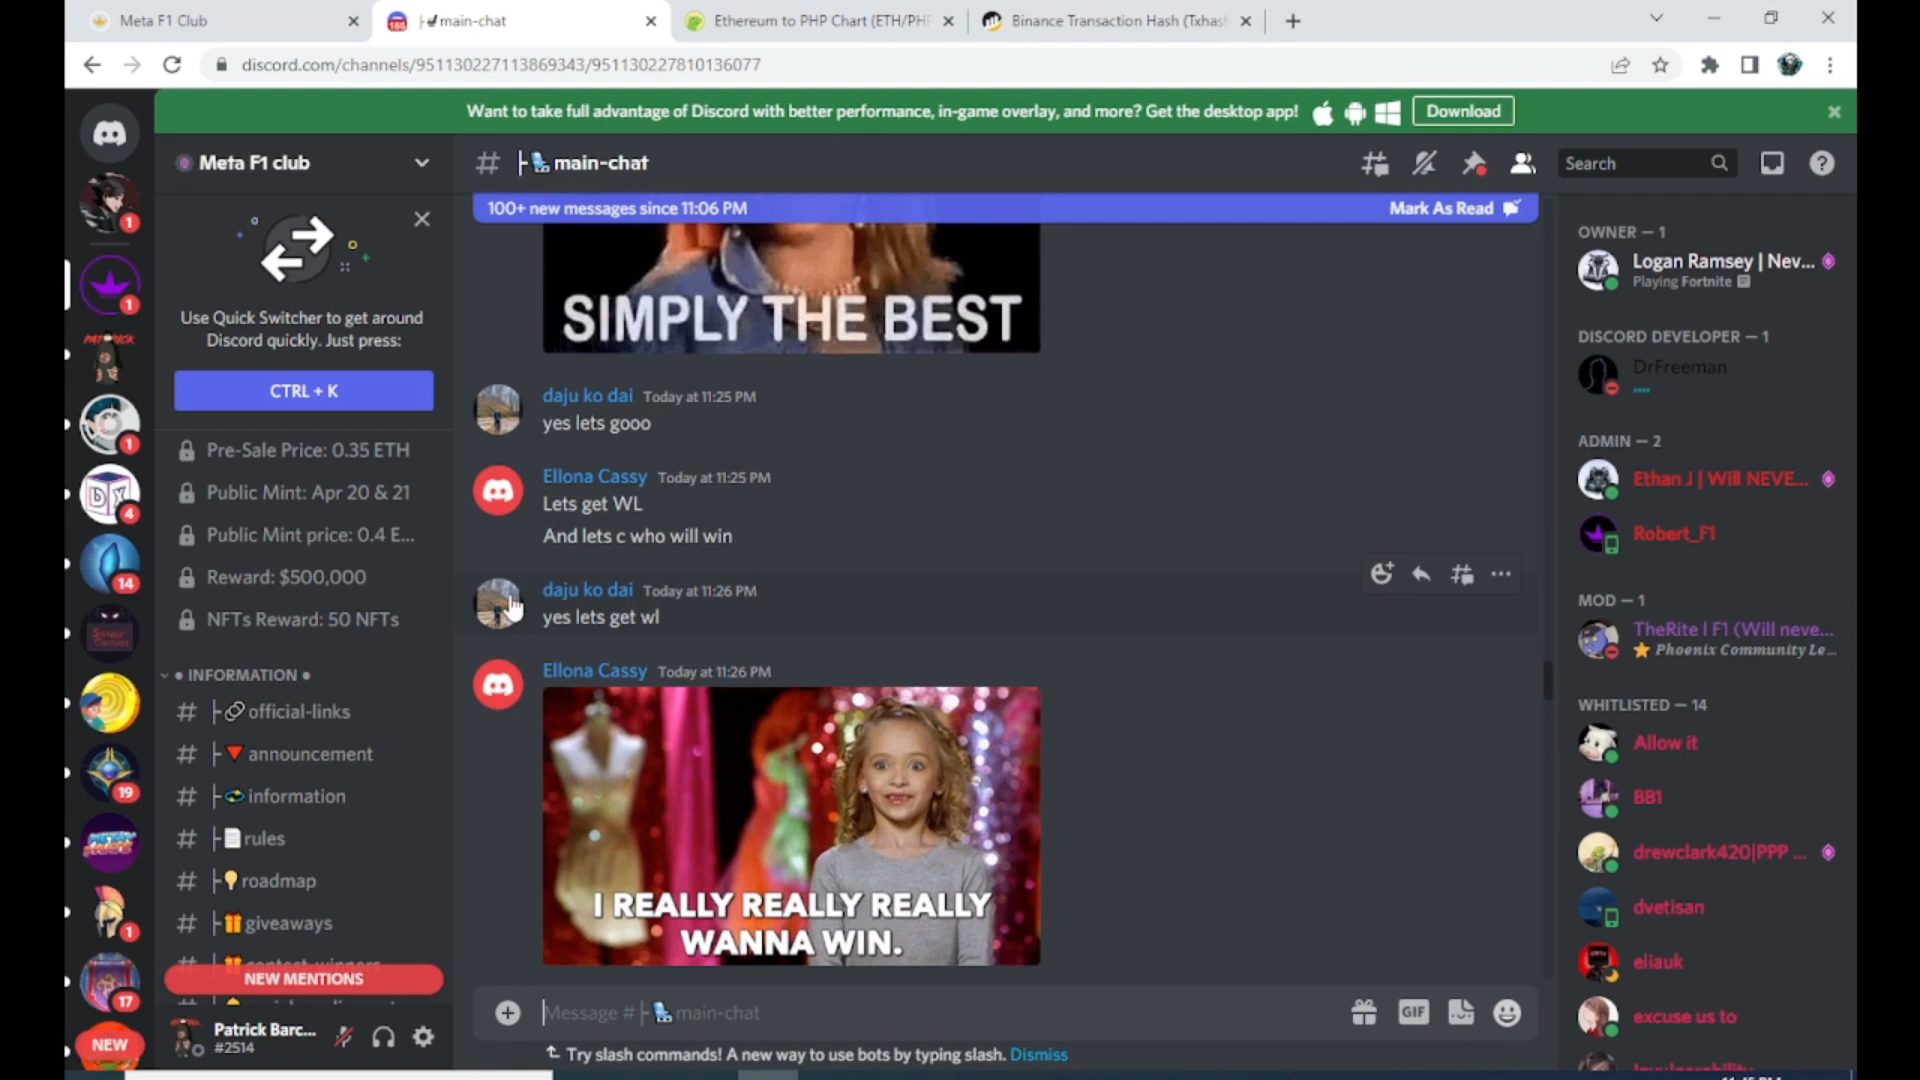 Meta F1 Club
main-chat
Ethereum to PHP Chart (ETH/PHP
Binance Transaction Hash (Txhas
discord.com/channels/951130227113869343/951130227810136077
Want to take full advantage of Discord with better performance, in-game overlay, and more? Get the desktop app!
Download
Meta F1 club
main-chat
Search
100+ new messages since 11:06 PM
Mark As Read
Use Quick Switcher to get around
Discord quickly. Just press:
CTRL + K
Pre-Sale Price: 0.35 ETH
Public Mint: Apr 20 & 21
Public Mint price: 0.4 E...
Reward: $500,000
NFTs Reward: 50 NFTs
• INFORMATION •
official-links
announcement
information
rules
roadmap
giveaways
NEW MENTIONS
Patrick Barc...
#2514
NEW
1
1
1
4
14
19
1
17
SIMPLY THE BEST
daju ko dai Today at 11:25 PM
yes lets gooo
Ellona Cassy Today at 11:25 PM
Lets get WL
And lets c who will win
daju ko dai Today at 11:26 PM
yes lets get wl
Ellona Cassy Today at 11:26 PM
I REALLY REALLY REALLY
WANNA WIN.
Message # main-chat
GIF
Try slash commands! A new way to use bots by typing slash. Dismiss
OWNER — 1
Logan Ramsey | Nev...
Playing Fortnite
DISCORD DEVELOPER — 1
DrFreeman
ADMIN — 2
Ethan J | Will NEVE...
Robert_F1
MOD — 1
TheRite l F1 (Will neve...
Phoenix Community Le...
WHITLISTED — 14
Allow it
BB1
drewclark420|PPP ...
dvetisan
eliauk
excuse us to